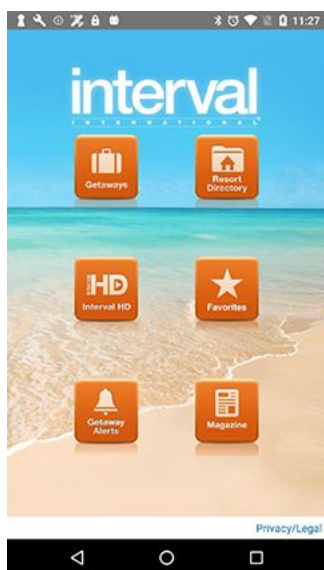 11:27
interval
INTERNATIONAL
Getaways
Resort
Directory
HD
Interval HD
Favorites
Getaway
Alerts
Magazine
Privacy/Legal